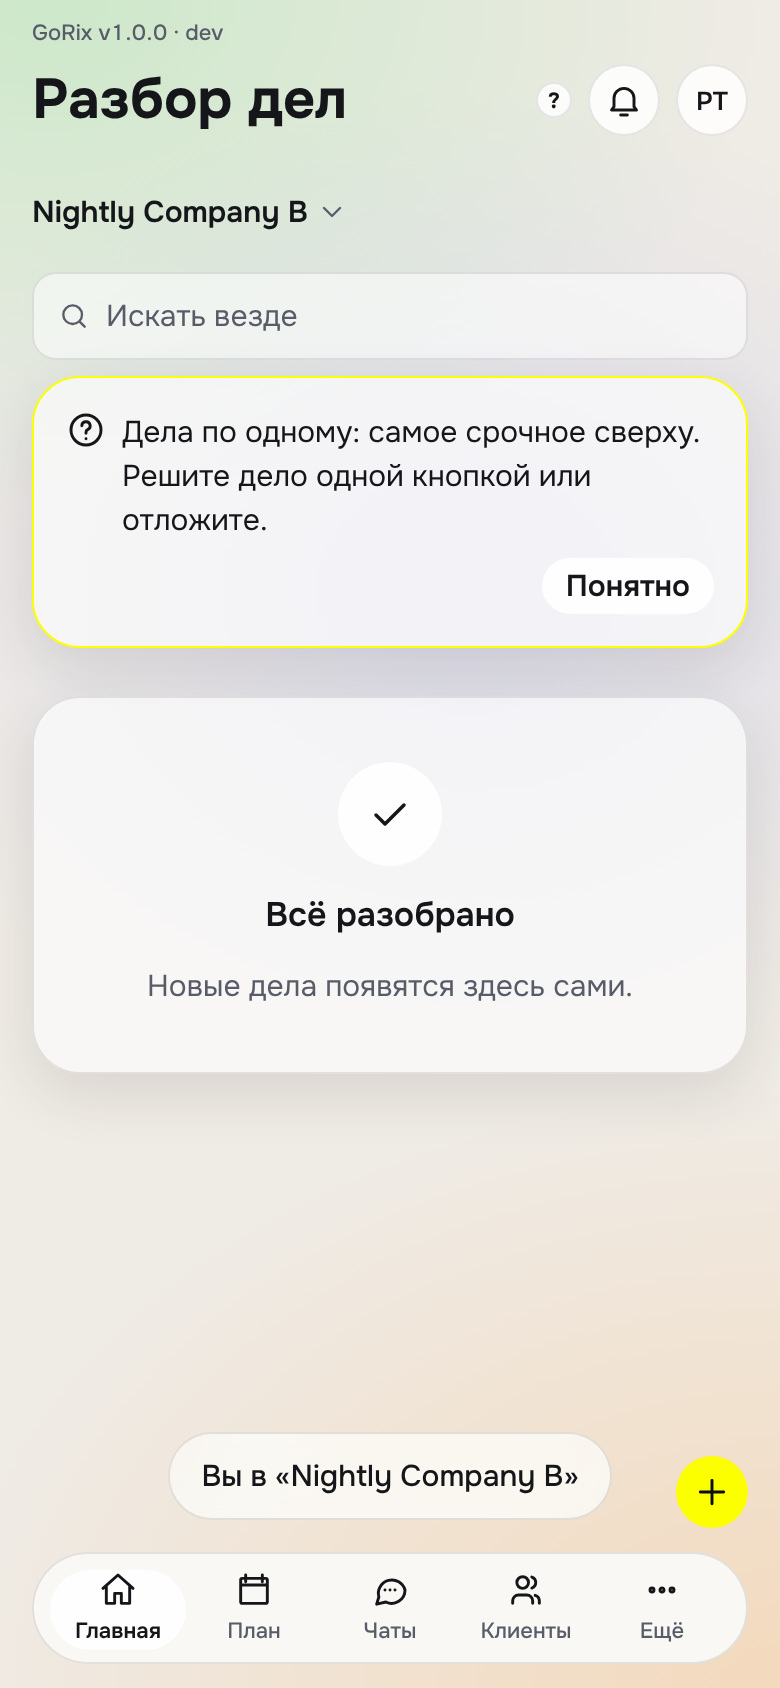 GoRix v1.0.0 · dev
Разбор дел
?
РТ
Nightly Company B
Искать везде
Дела по одному: самое срочное сверху.
Решите дело одной кнопкой или
отложите.
Понятно
Всё разобрано
Новые дела появятся здесь сами.
Вы в «Nightly Company B»
Главная
План
Чаты
Клиенты
Ещё